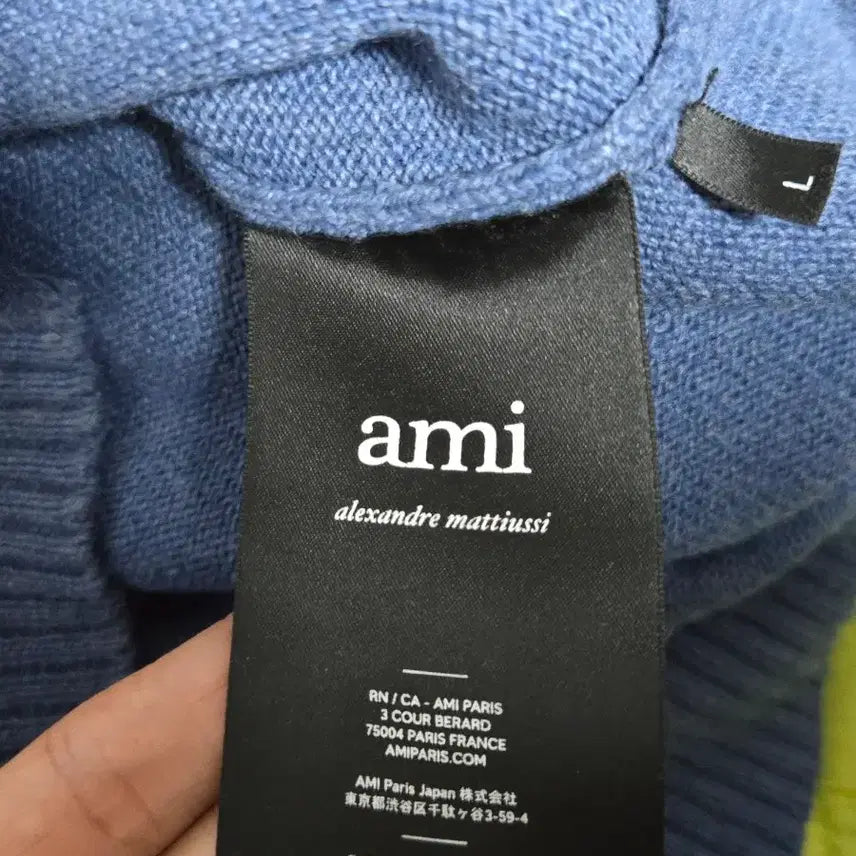 L
ami
alexandre mattiussi
RN / CA - AMI PARIS
3 COUR BERARD
75004 PARIS FRANCE
AMIPARIS.COM
AMI Paris Japan 株式会社
東京都渋谷区千駄ヶ谷3-59-4